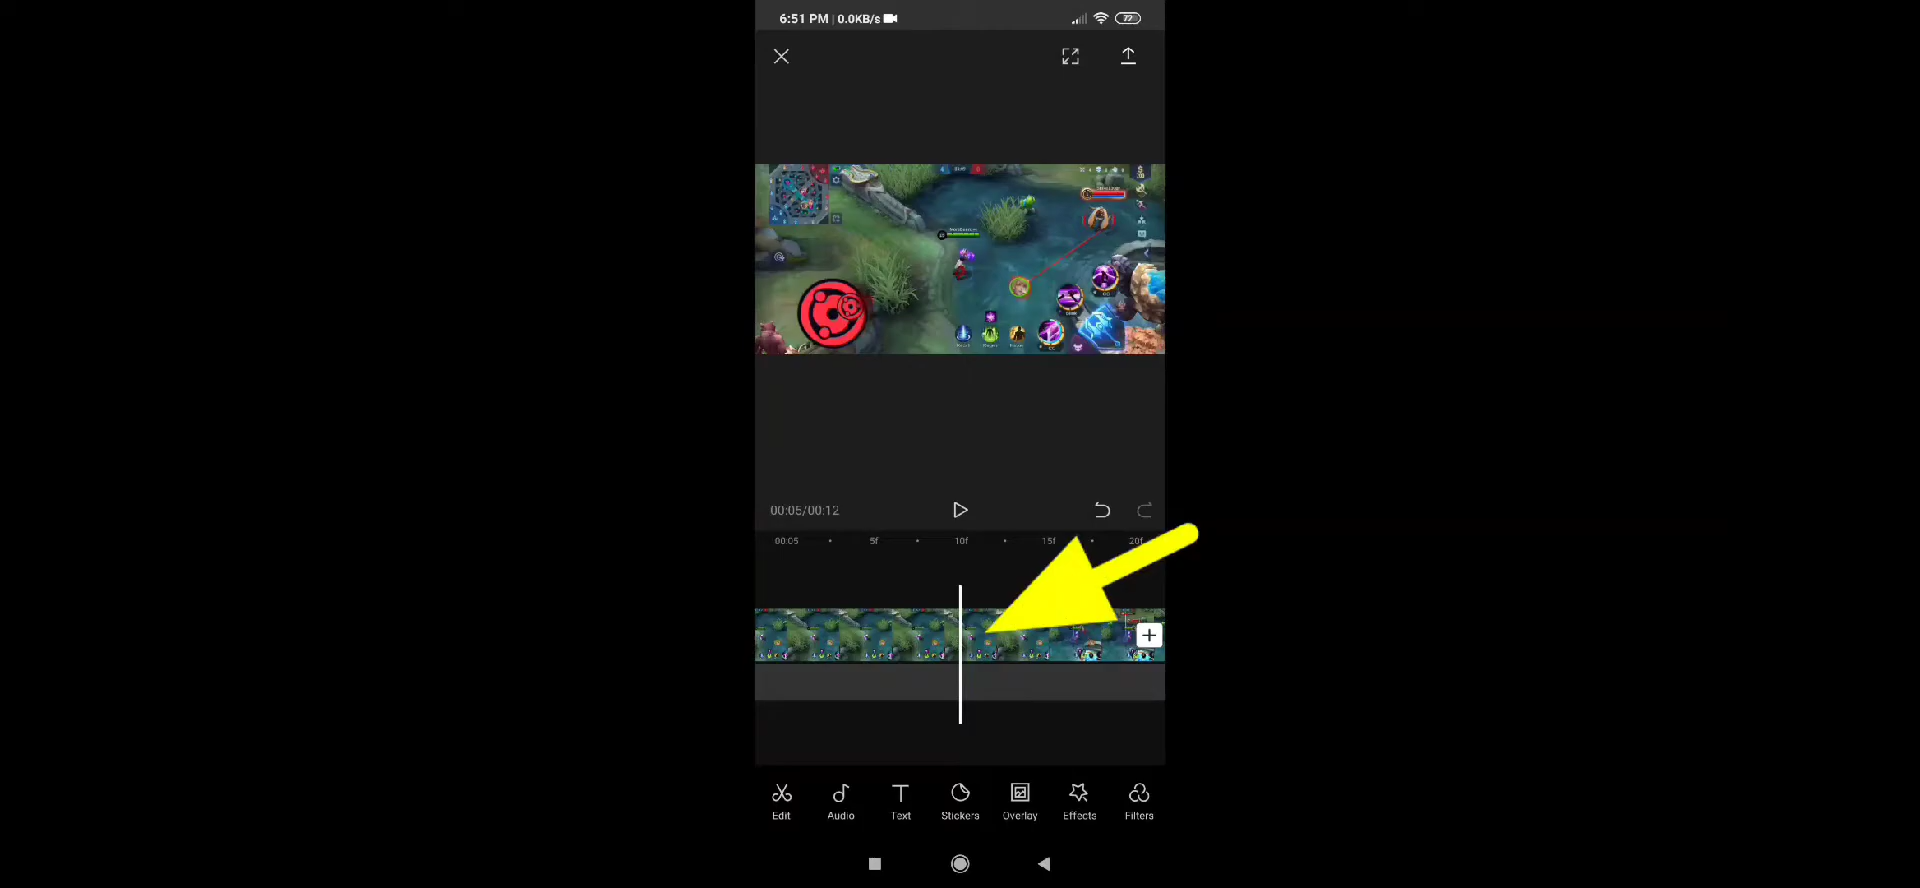 6:51 PM | 0.0KB/s
77
00:05/00:12
00:05 5f 10f 15f 20f
Edit Audio Text Stickers Overlay Effects Filters